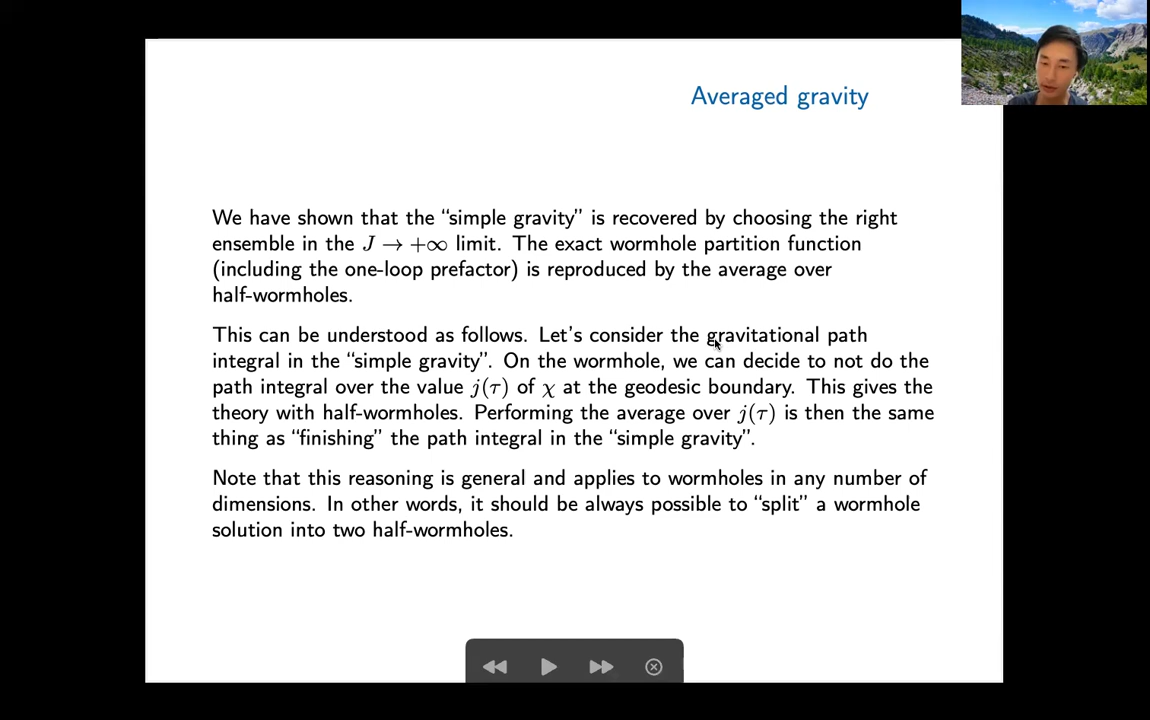 Averaged gravity
We have shown that the “simple gravity” is recovered by choosing the right
ensemble in the J → +∞ limit. The exact wormhole partition function
(including the one-loop prefactor) is reproduced by the average over
half-wormholes.
This can be understood as follows. Let's consider the gravitational path
integral in the “simple gravity”. On the wormhole, we can decide to not do the
path integral over the value j(τ) of χ at the geodesic boundary. This gives the
theory with half-wormholes. Performing the average over j(τ) is then the same
thing as “finishing” the path integral in the “simple gravity”.
Note that this reasoning is general and applies to wormholes in any number of
dimensions. In other words, it should be always possible to “split” a wormhole
solution into two half-wormholes.